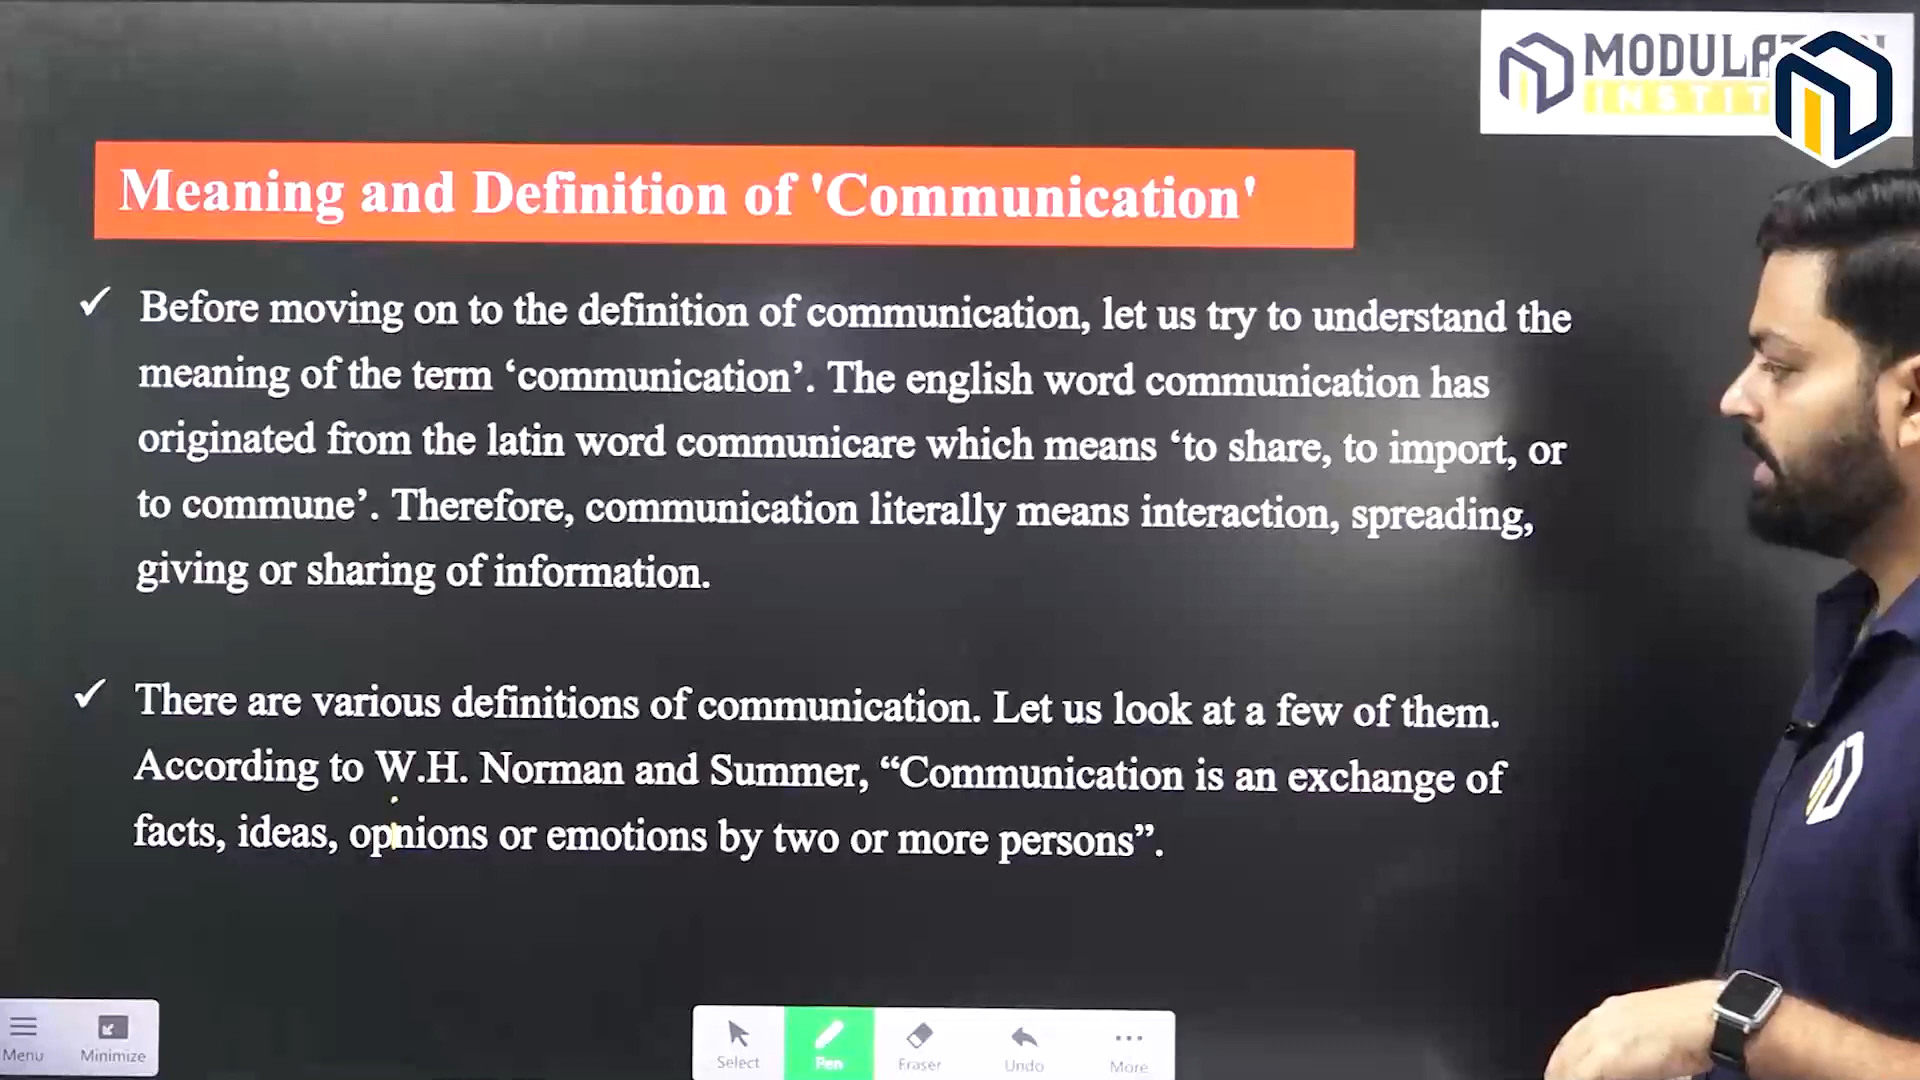 MODULAT
INSTIT
Meaning and Definition of 'Communication'
✓ Before moving on to the definition of communication, let us try to understand the
meaning of the term ‘communication’. The english word communication has
originated from the latin word communicare which means ‘to share, to import, or
to commune’. Therefore, communication literally means interaction, spreading,
giving or sharing of information.
✓ There are various definitions of communication. Let us look at a few of them.
According to W.H. Norman and Summer, “Communication is an exchange of
facts, ideas, opnions or emotions by two or more persons”.
Menu
Minimize
Select
Pen
Eraser
Undo
More